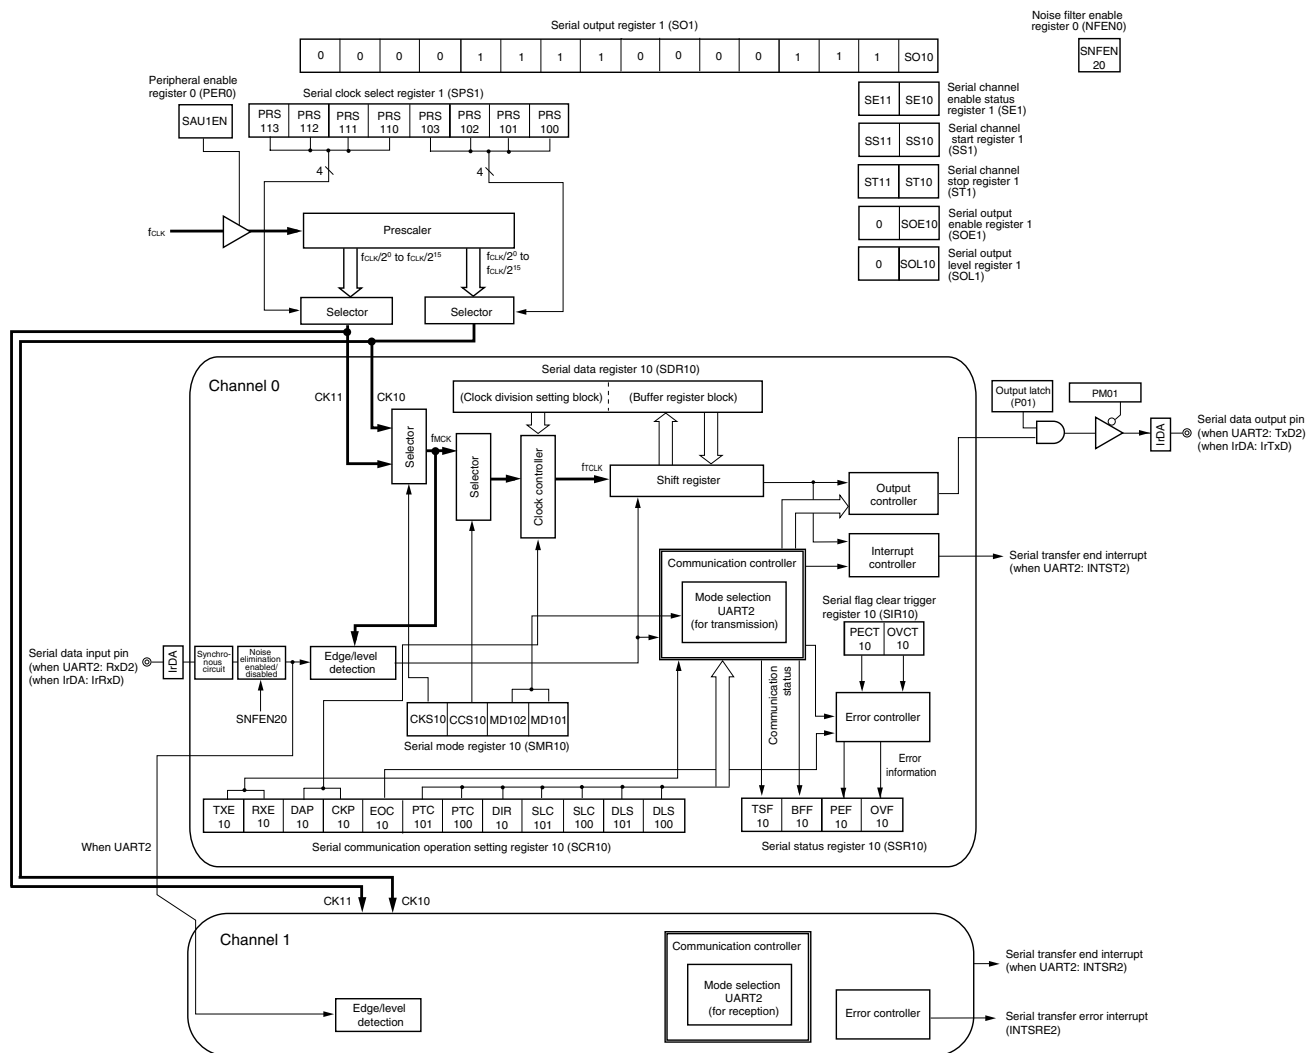 Serial output register 1 (SO1)
0 0 0 0 1 1 1 1 0 0 0 0 1 1 1 SO10
Noise filter enable
register 0 (NFEN0)
SNFEN
20
Peripheral enable
register 0 (PER0)
SAU1EN
Serial clock select register 1 (SPS1)
PRS PRS PRS PRS PRS PRS PRS PRS
113 112 111 110 103 102 101 100
4 4
SE11 SE10
Serial channel
enable status
register 1 (SE1)
SS11 SS10
Serial channel
start register 1
(SS1)
ST11 ST10
Serial channel
stop register 1
(ST1)
0 SOE10
Serial output
enable register 1
(SOE1)
0 SOL10
Serial output
level register 1
(SOL1)
fCLK
Prescaler
fCLK/2⁰ to fCLK/2¹⁵
fCLK/2⁰ to
fCLK/2¹⁵
Selector Selector
Channel 0
CK11
CK10
Serial data register 10 (SDR10)
(Clock division setting block) (Buffer register block)
Selector
fMCK
Selector
Clock controller
fTCLK
Shift register
Output latch
(P01)
PM01
IrDA
Serial data output pin
(when UART2: TxD2)
(when IrDA: IrTxD)
Output
controller
Interrupt
controller
Serial transfer end interrupt
(when UART2: INTST2)
Communication controller
Mode selection
UART2
(for transmission)
Serial flag clear trigger
register 10 (SIR10)
PECT OVCT
10 10
Serial data input pin
(when UART2: RxD2)
(when IrDA: IrRxD)
IrDA
Synchro-
nous
circuit
Noise
elimination
enabled/
disabled
SNFEN20
Edge/level
detection
CKS10 CCS10 MD102 MD101
Serial mode register 10 (SMR10)
Communication
status
Error controller
Error
information
TXE RXE DAP CKP EOC PTC PTC DIR SLC SLC DLS DLS
10 10 10 10 10 101 100 10 101 100 101 100
Serial communication operation setting register 10 (SCR10)
TSF BFF PEF OVF
10 10 10 10
Serial status register 10 (SSR10)
When UART2
CK11 CK10
Channel 1
Communication controller
Mode selection
UART2
(for reception)
Edge/level
detection
Error controller
Serial transfer end interrupt
(when UART2: INTSR2)
Serial transfer error interrupt
(INTSRE2)